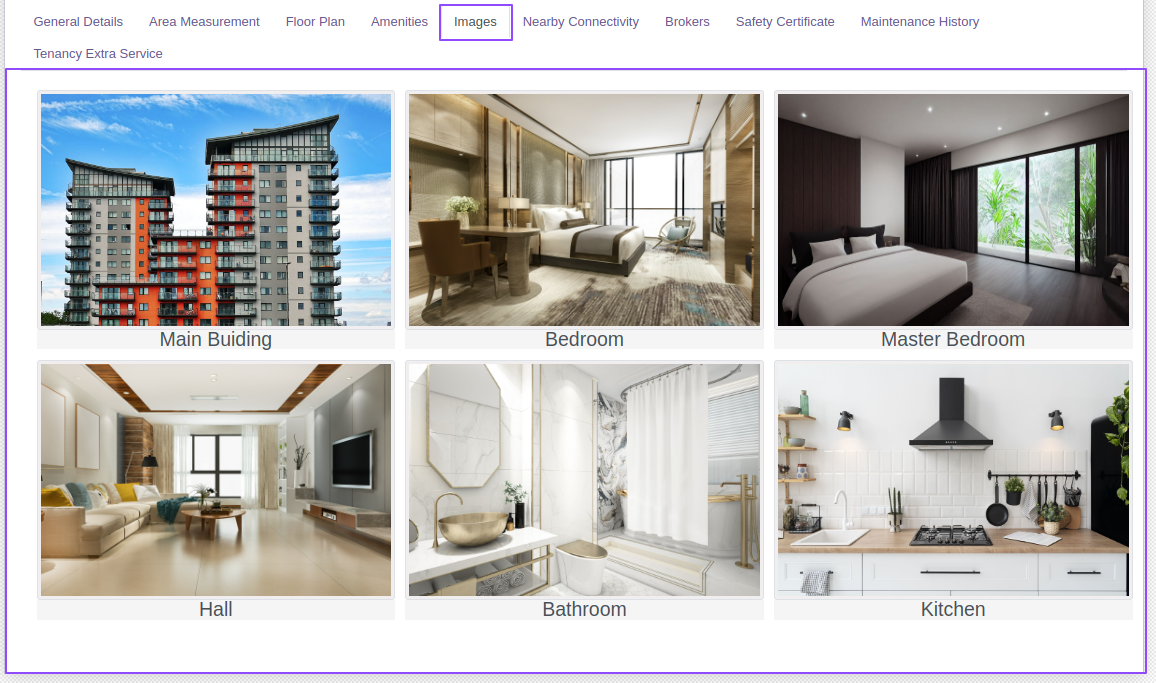 General Details Area Measurement Floor Plan Amenities Images Nearby Connectivity Brokers Safety Certificate Maintenance History
Tenancy Extra Service
Main Buiding Bedroom Master Bedroom
Hall Bathroom Kitchen